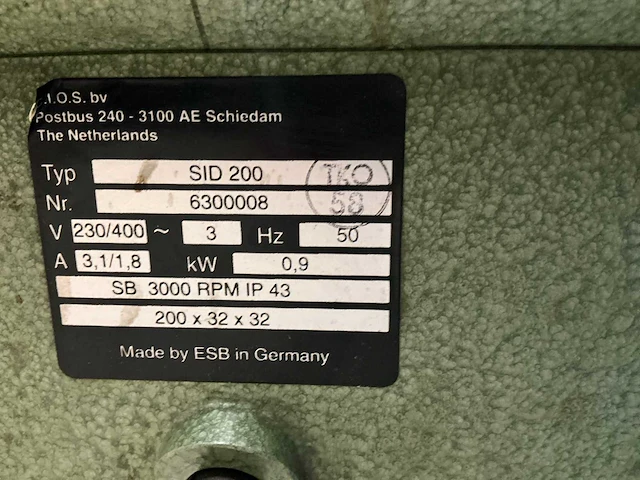 .I.O.S. bv
Postbus 240 - 3100 AE Schiedam
The Netherlands
Typ SID 200
Nr. 6300008
TKO
58
V 230/400 ~ 3 Hz 50
A 3,1/1,8 kW 0,9
SB 3000 RPM IP 43
200 x 32 x 32
Made by ESB in Germany